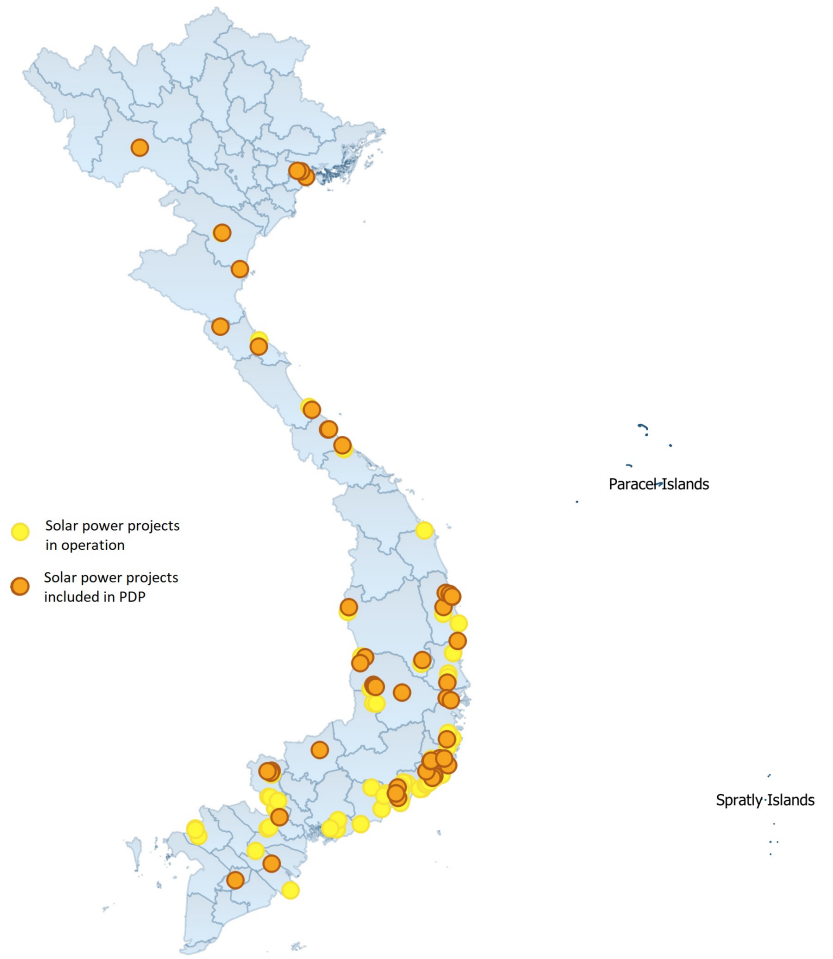 Paracel Islands
Solar power projects
in operation
Solar power projects
included in PDP
Spratly Islands